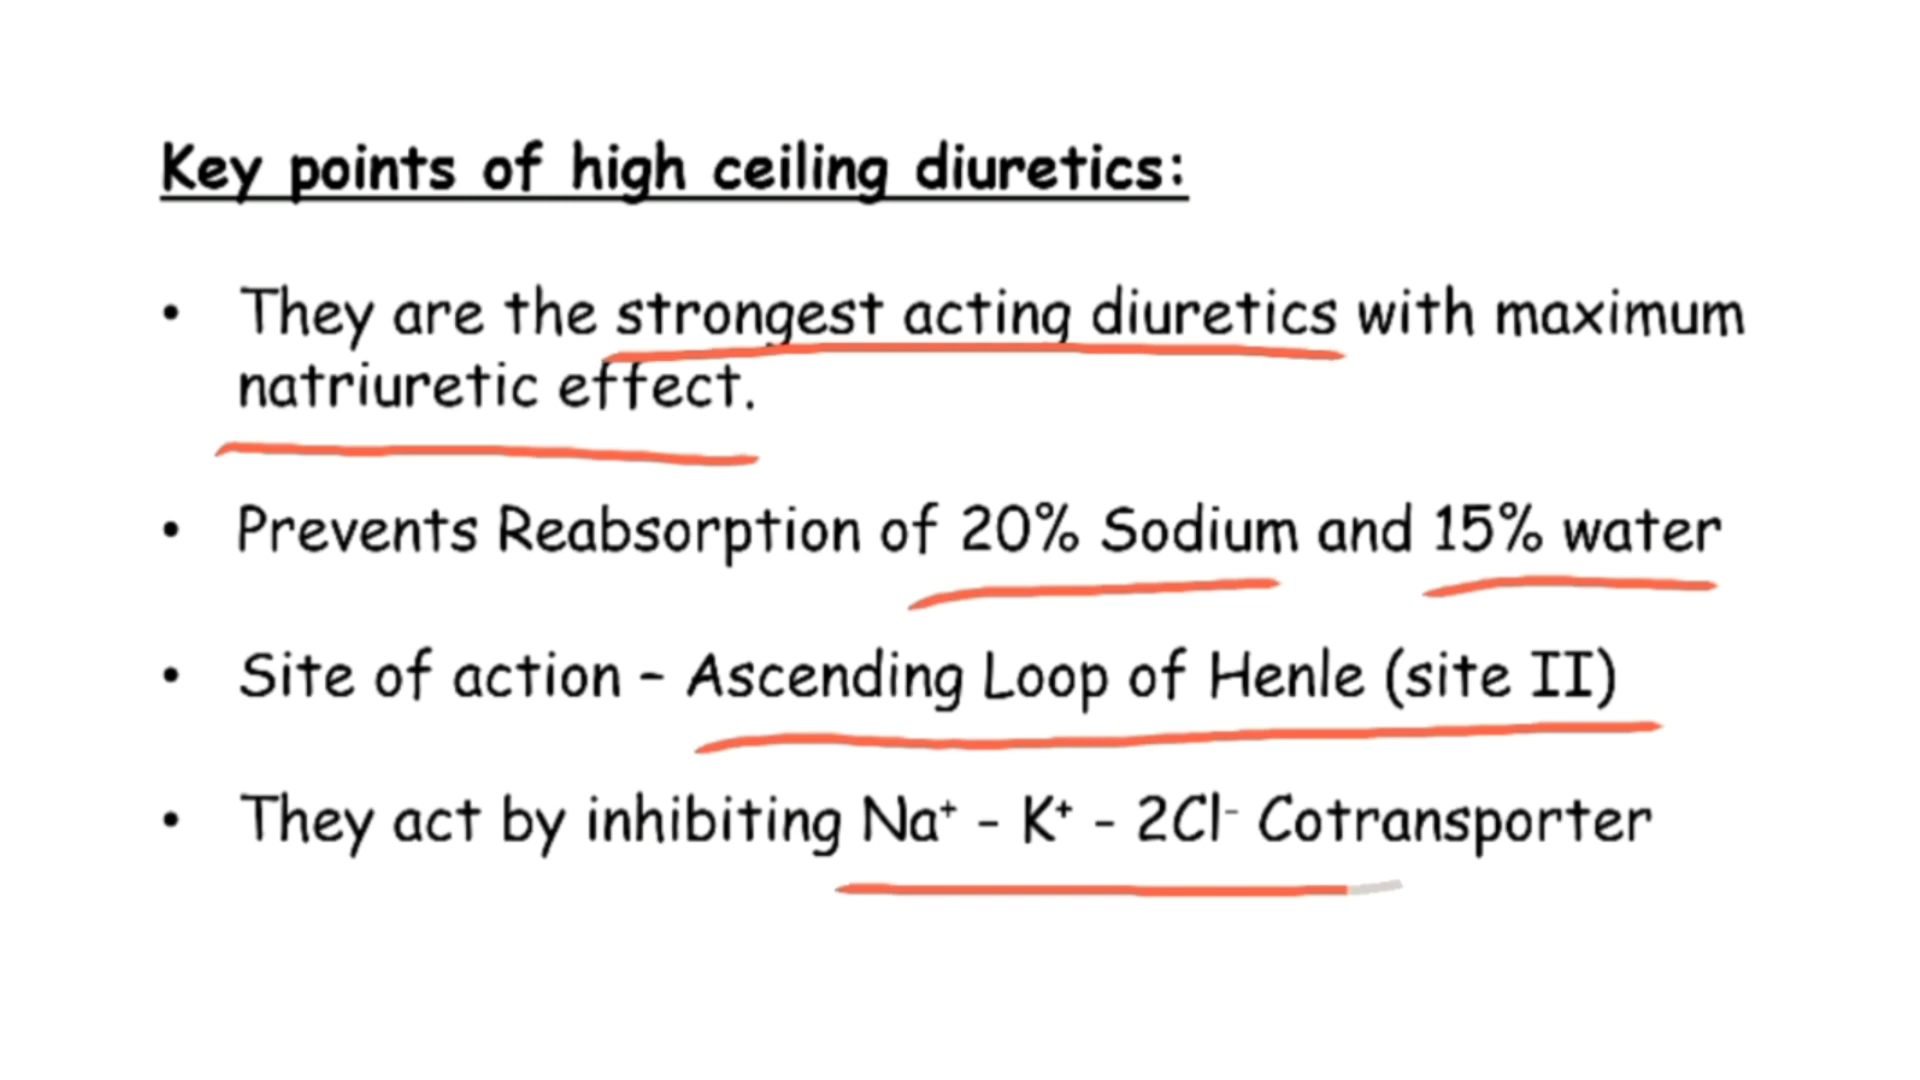 Key points of high ceiling diuretics:
• They are the strongest acting diuretics with maximum
natriuretic effect.
• Prevents Reabsorption of 20% Sodium and 15% water
• Site of action – Ascending Loop of Henle (site II)
• They act by inhibiting Na⁺ - K⁺ - 2Cl⁻ Cotransporter